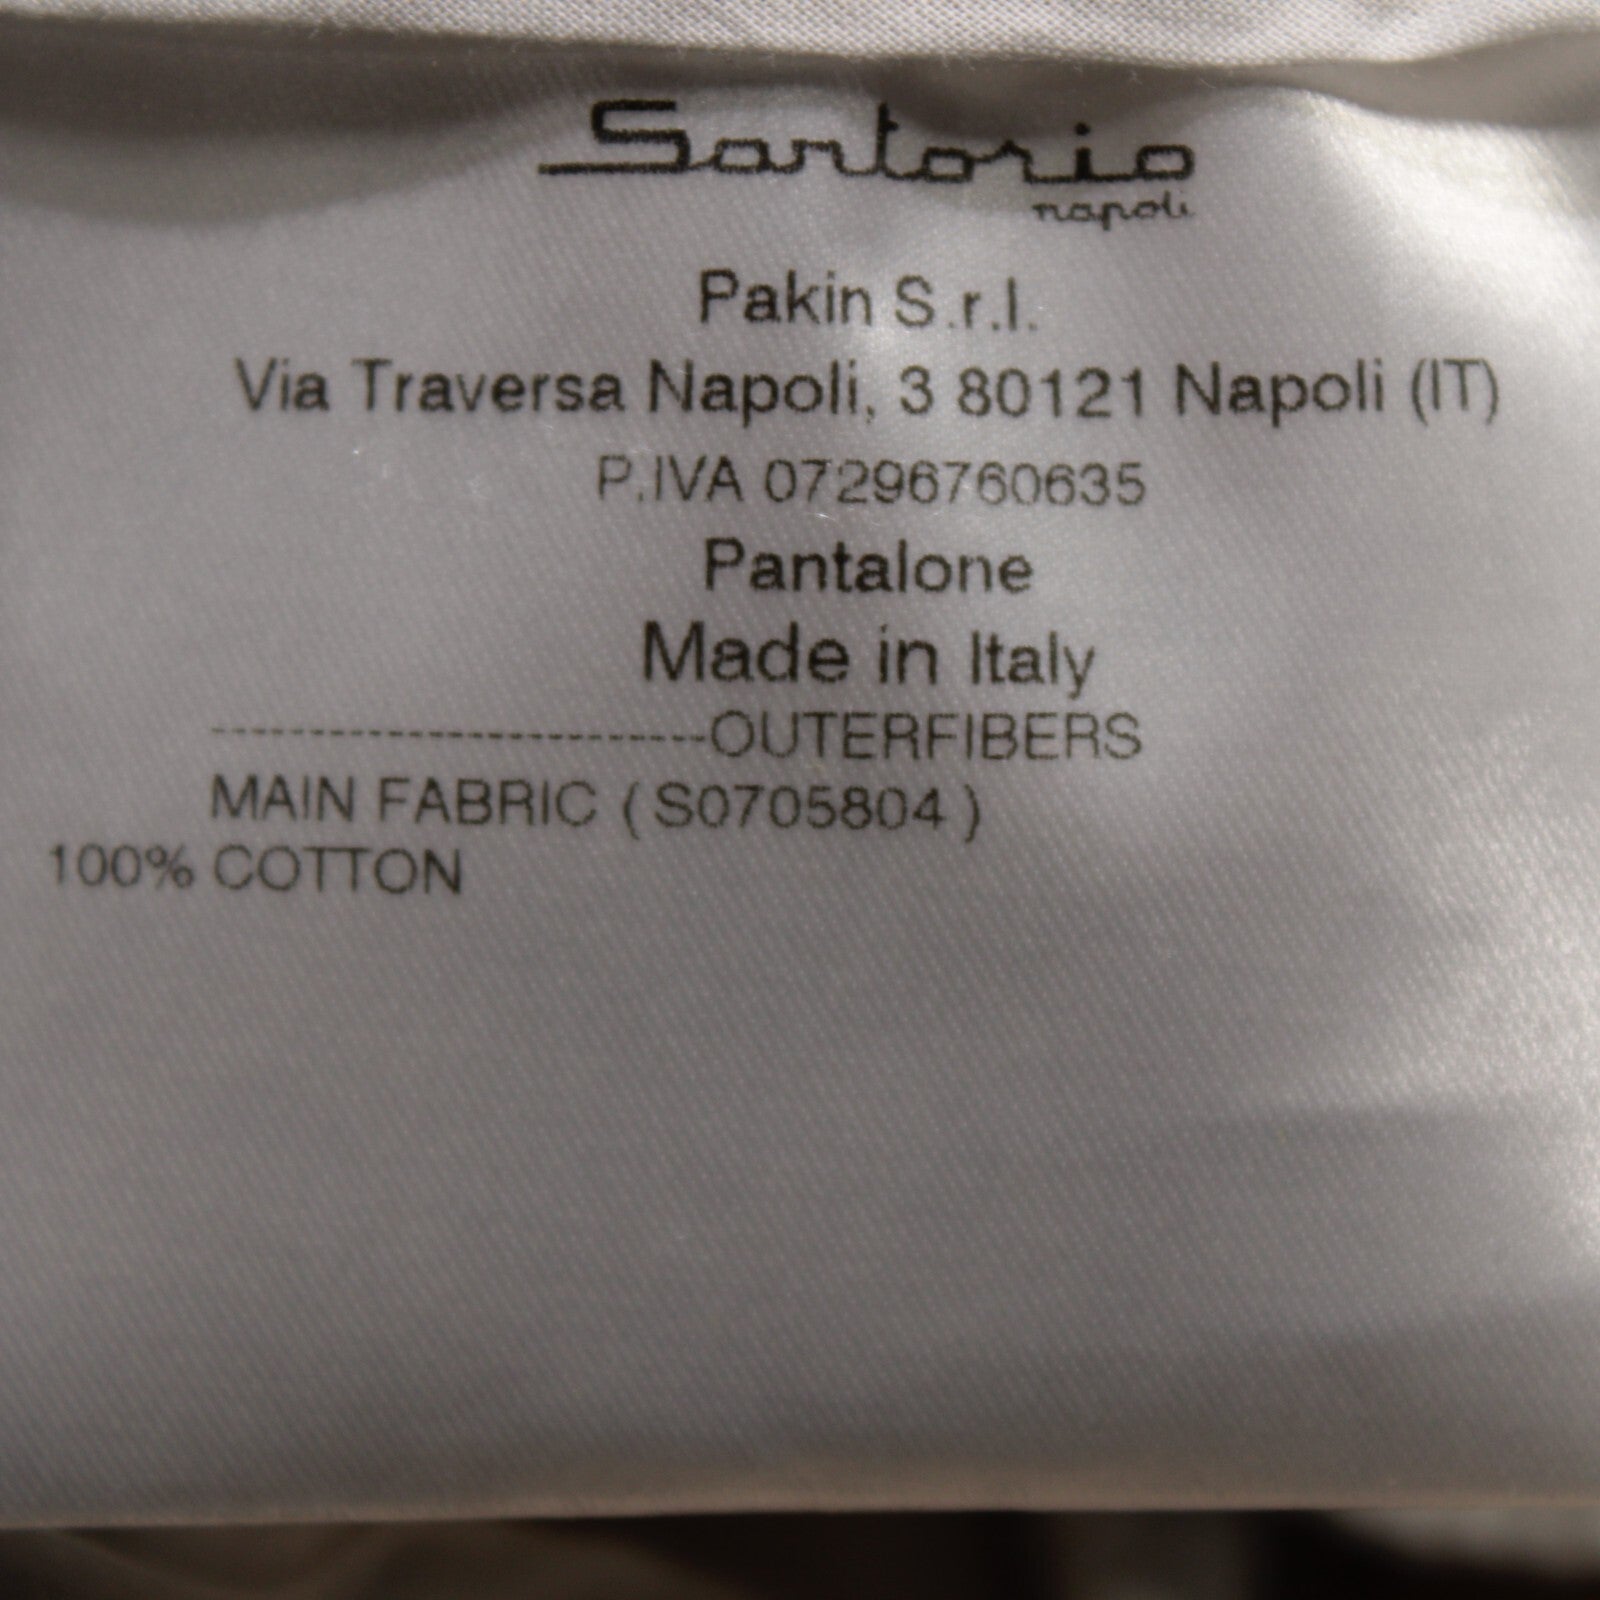 Sartorio
napoli
Pakin S.r.l.
Via Traversa Napoli, 3 80121 Napoli (IT)
P.IVA 07296760635
Pantalone
Made in Italy
-------------------------OUTERFIBERS
MAIN FABRIC ( S0705804 )
100% COTTON